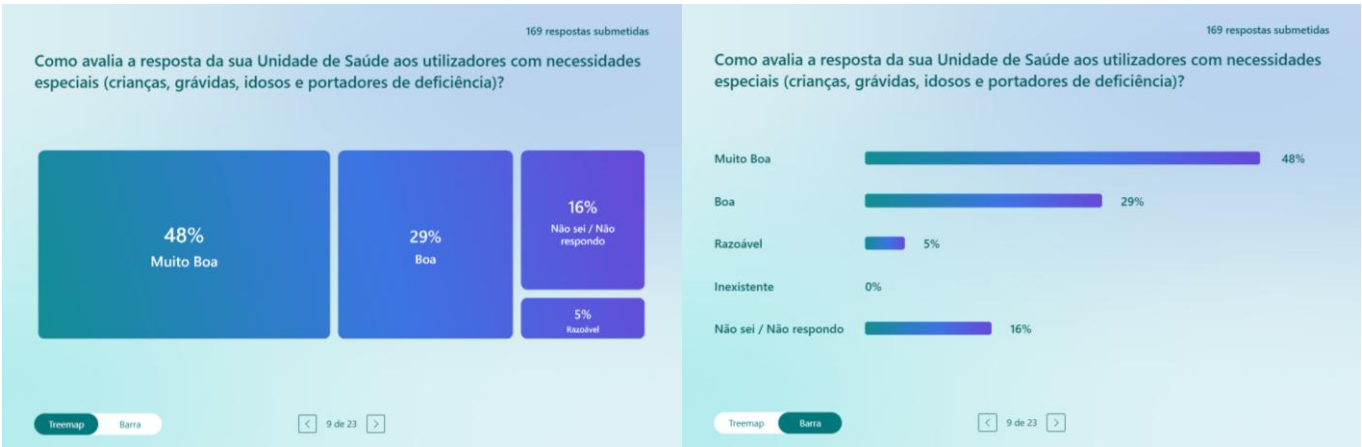 169 respostas submetidas
Como avalia a resposta da sua Unidade de Saúde aos utilizadores com necessidades
especiais (crianças, grávidas, idosos e portadores de deficiência)?
48%
Muito Boa
29%
Boa
16%
Não sei / Não
respondo
5%
Razoável
Treemap
Barra
9 de 23
169 respostas submetidas
Como avalia a resposta da sua Unidade de Saúde aos utilizadores com necessidades
especiais (crianças, grávidas, idosos e portadores de deficiência)?
Muito Boa 48%
Boa 29%
Razoável 5%
Inexistente 0%
Não sei / Não respondo 16%
Treemap
Barra
9 de 23